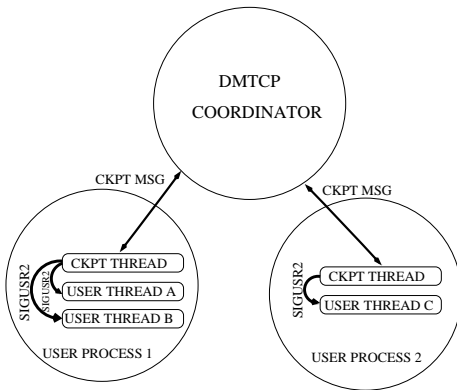 DMTCP
COORDINATOR
CKPT MSG
CKPT MSG
SIGUSR2
SIGUSR2
CKPT THREAD
USER THREAD A
USER THREAD B
USER PROCESS 1
SIGUSR2
CKPT THREAD
USER THREAD C
USER PROCESS 2